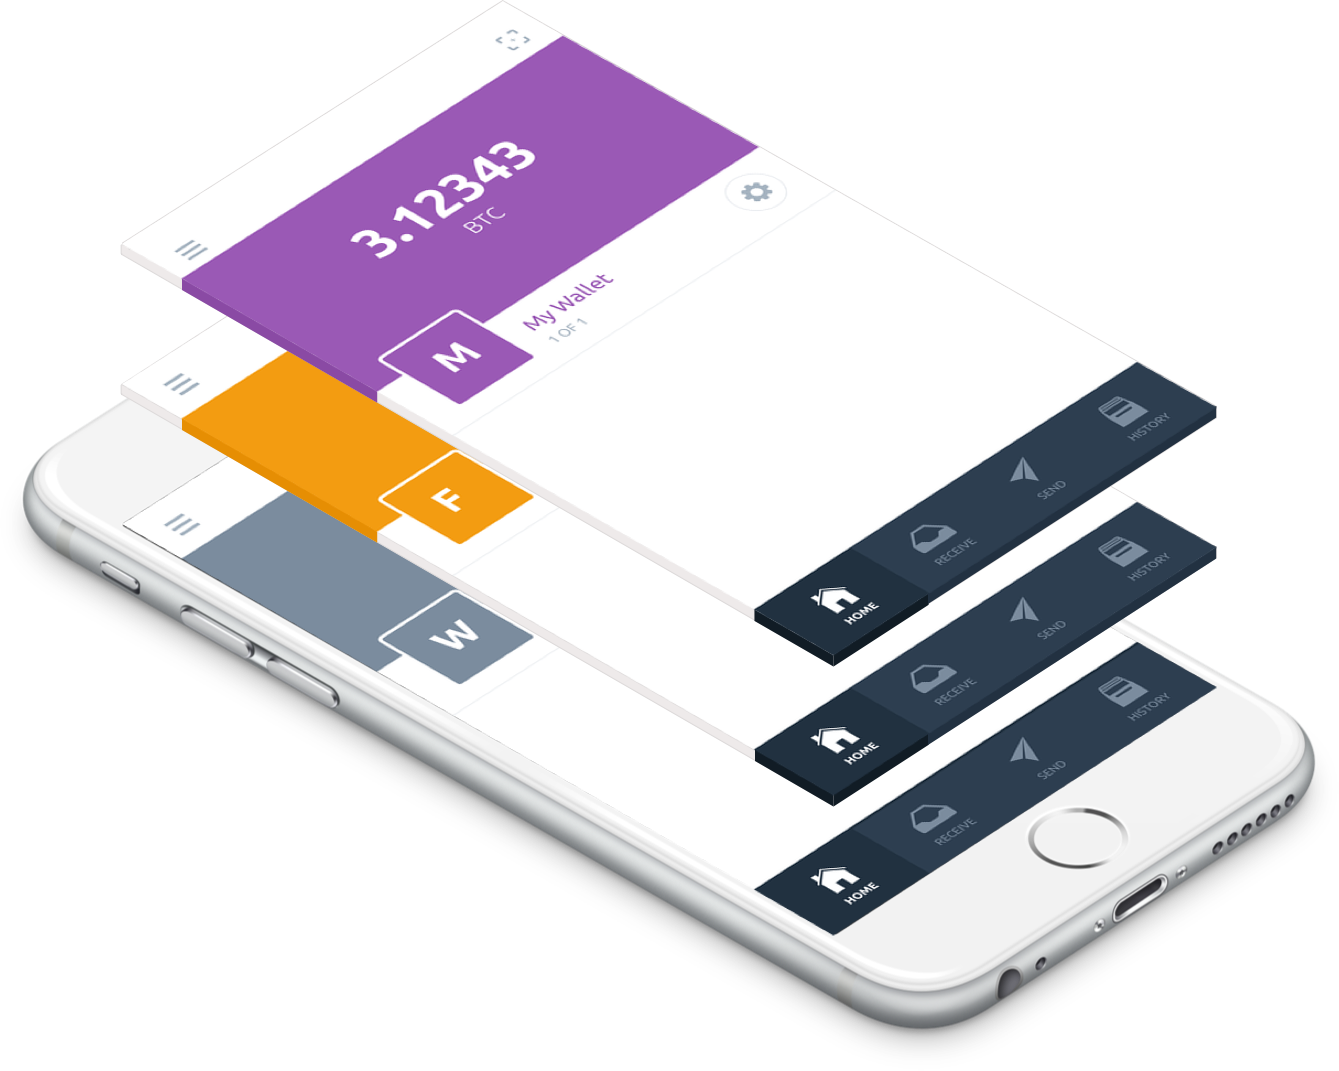 3.12343
BTC
My Wallet
1 OF 1
M
HISTORY
SEND
RECEIVE
HOME
F
HISTORY
SEND
RECEIVE
HOME
W
HISTORY
SEND
RECEIVE
HOME